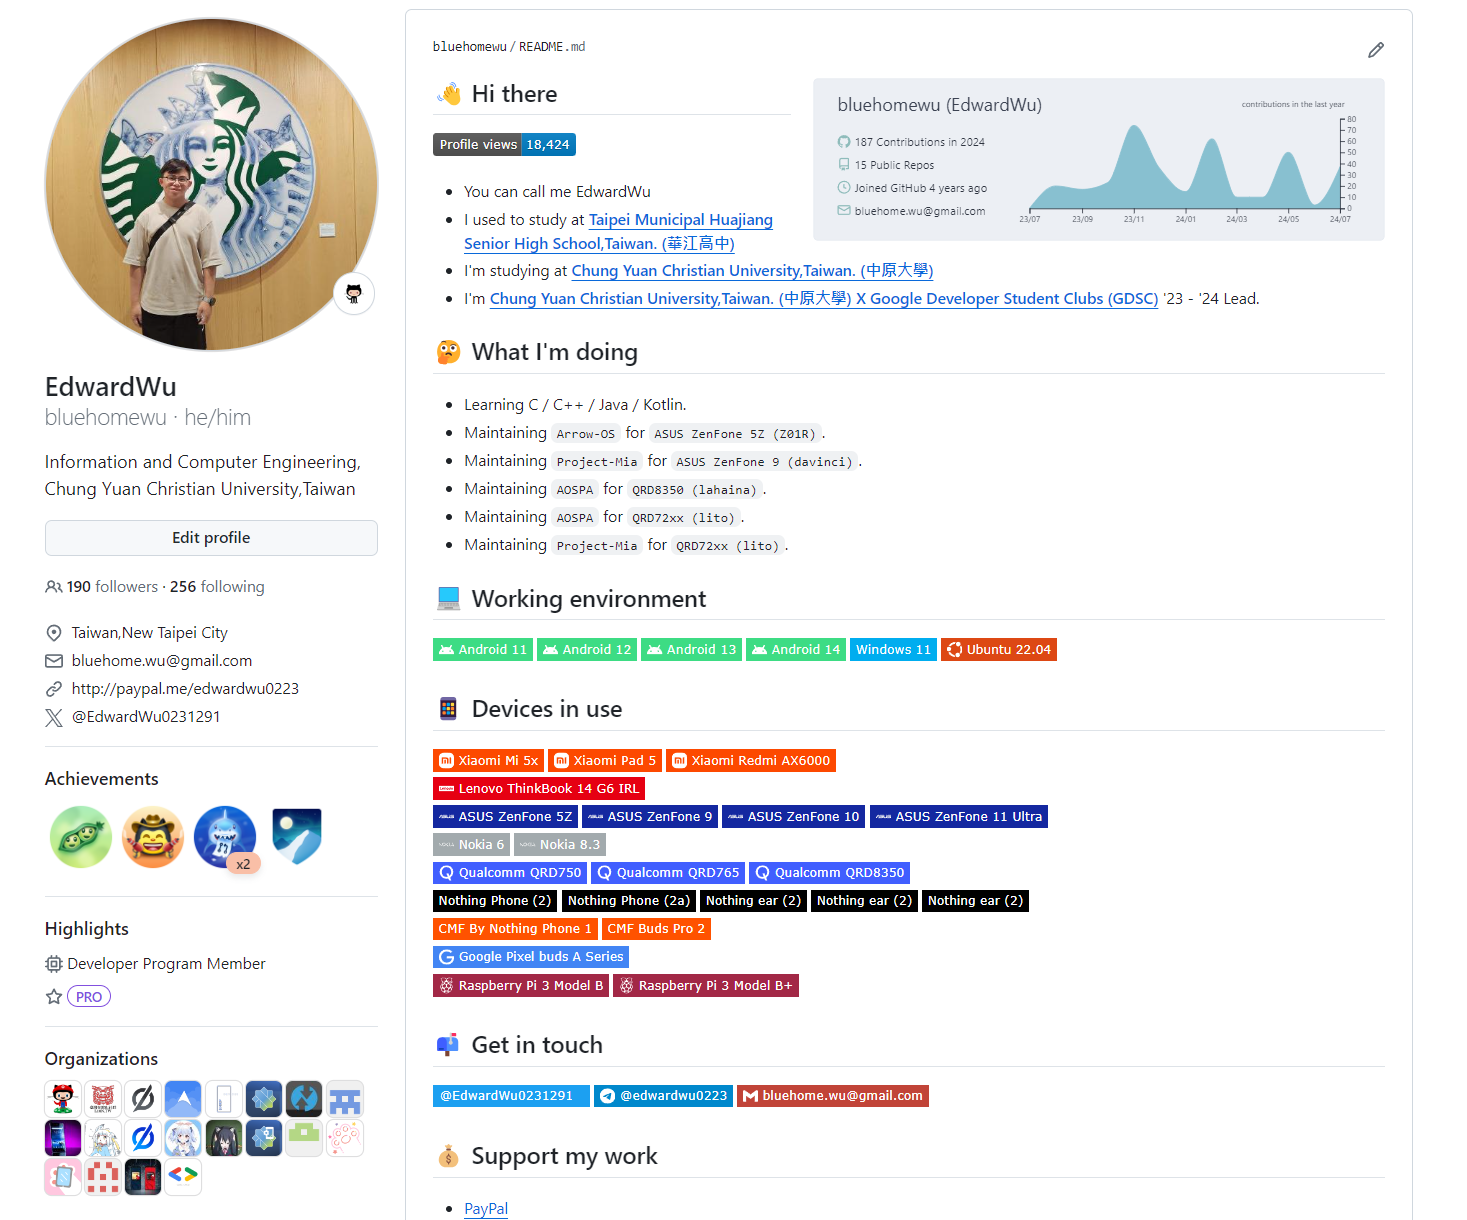 EdwardWu
bluehomewu · he/him
Information and Computer Engineering,
Chung Yuan Christian University,Taiwan
Edit profile
190 followers · 256 following
Taiwan,New Taipei City
bluehome.wu@gmail.com
http://paypal.me/edwardwu0223
@EdwardWu0231291
Achievements
x2
Highlights
Developer Program Member
PRO
Organizations
bluehomewu / README.md
👋 Hi there
Profile views 18,424
bluehomewu (EdwardWu)
187 Contributions in 2024
15 Public Repos
Joined GitHub 4 years ago
bluehome.wu@gmail.com
contributions in the last year
80
70
60
50
40
30
20
10
0
23/07 23/09 23/11 24/01 24/03 24/05 24/07
• You can call me EdwardWu
• I used to study at Taipei Municipal Huajiang
Senior High School,Taiwan. (華江高中)
• I'm studying at Chung Yuan Christian University,Taiwan. (中原大學)
• I'm Chung Yuan Christian University,Taiwan. (中原大學) X Google Developer Student Clubs (GDSC) '23 - '24 Lead.
🤔 What I'm doing
• Learning C / C++ / Java / Kotlin.
• Maintaining Arrow-OS for ASUS ZenFone 5Z (Z01R).
• Maintaining Project-Mia for ASUS ZenFone 9 (davinci).
• Maintaining AOSPA for QRD8350 (lahaina).
• Maintaining AOSPA for QRD72xx (lito).
• Maintaining Project-Mia for QRD72xx (lito).
💻 Working environment
Android 11 Android 12 Android 13 Android 14 Windows 11 Ubuntu 22.04
📱 Devices in use
Xiaomi Mi 5x Xiaomi Pad 5 Xiaomi Redmi AX6000
Lenovo ThinkBook 14 G6 IRL
ASUS ZenFone 5Z ASUS ZenFone 9 ASUS ZenFone 10 ASUS ZenFone 11 Ultra
Nokia 6 Nokia 8.3
Qualcomm QRD750 Qualcomm QRD765 Qualcomm QRD8350
Nothing Phone (2) Nothing Phone (2a) Nothing ear (2) Nothing ear (2) Nothing ear (2)
CMF By Nothing Phone 1 CMF Buds Pro 2
Google Pixel buds A Series
Raspberry Pi 3 Model B Raspberry Pi 3 Model B+
📫 Get in touch
@EdwardWu0231291 @edwardwu0223 bluehome.wu@gmail.com
💰 Support my work
• PayPal